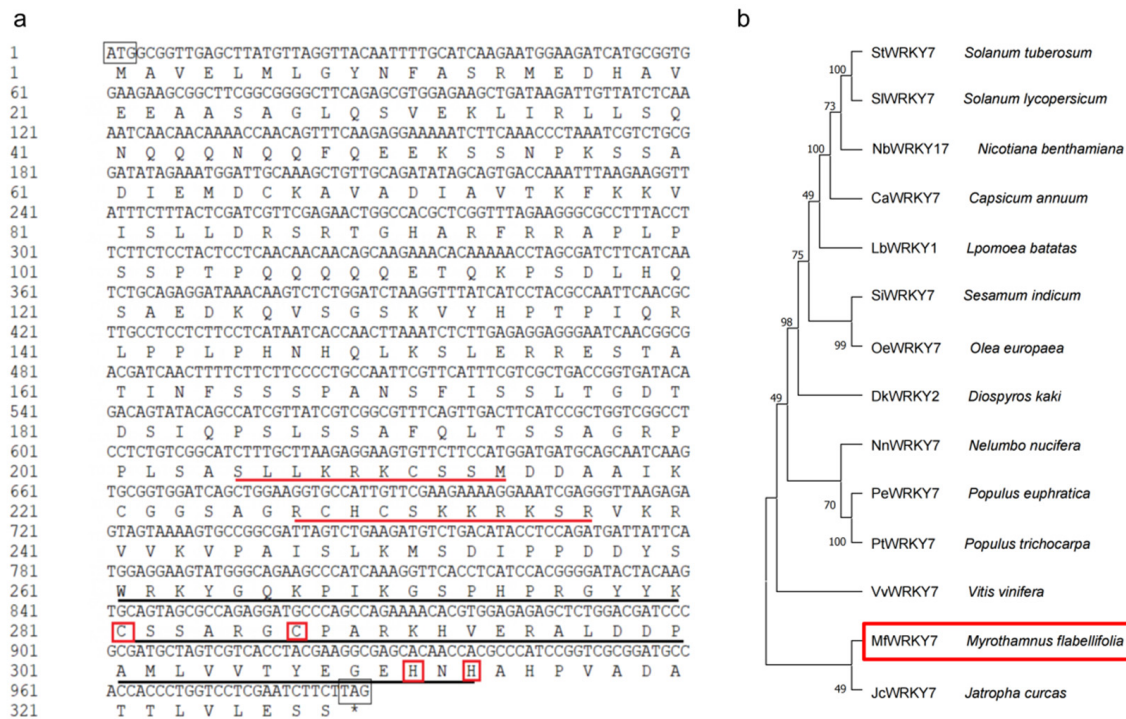 a
1 ATGGCGGTTGAGCTTATGTTAGGTTACAATTTTGCATCAAGAATGGAAGATCATGCGGTG
1 M A V E L M L G Y N F A S R M E D H A V
61 GAAGAAGCGGCTTCGGCGGGGCTTCAGAGCGTGGAGAAGCTGATAAGATTGTTATCTCAA
21 E E A A S A G L Q S V E K L I R L L S Q
121 AATCAACAACAAAACCAACAGTTTCAAGAGGAAAAATCTTCAAACCCTAAATCGTCTGCG
41 N Q Q Q N Q Q F Q E E K S S N P K S S A
181 GATATAGAAATGGATTGCAAAGCTGTTGCAGATATAGCAGTGACCAAATTTAAGAAGGTT
61 D I E M D C K A V A D I A V T K F K K V
241 ATTTCTTTACTCGATCGTTCGAGAACTGGCCACGCTCGGTTTAGAAGGGCGCCTTTACCT
81 I S L L D R S R T G H A R F R R A P L P
301 TCTTCTCCTACTCCTCAACAACAACAGCAAGAAACACAAAAACCTAGCGATCTTCATCAA
101 S S P T P Q Q Q Q Q E T Q K P S D L H Q
361 TCTGCAGAGGATAAACAAGTCTCTGGATCTAAGGTTTATCATCCTACGCCAATTCAACGC
121 S A E D K Q V S G S K V Y H P T P I Q R
421 TTGCCTCCTCTTCCTCATAATCACCAACTTAAATCTCTTGAGAGGAGGGAATCAACGGCG
141 L P P L P H N H Q L K S L E R R E S T A
481 ACGATCAACTTTTCTTCTTCCCCTGCCAATTCGTTCATTTCGTCGCTGACCGGTGATACA
161 T I N F S S S P A N S F I S S L T G D T
541 GACAGTATACAGCCATCGTTATCGTCGGCGTTTCAGTTGACTTCATCCGCTGGTCGGCCT
181 D S I Q P S L S S A F Q L T S S A G R P
601 CCTCTGTCGGCATCTTTGCTTAAGAGGAAGTGTTCTTCCATGGATGATGCAGCAATCAAG
201 P L S A S L L K R K C S S M D D A A I K
661 TGCGGTGGATCAGCTGGAAGGTGCCATTGTTCGAAGAAAAGGAAATCGAGGGTTAAGAGA
221 C G G S A G R C H C S K K R K S R V K R
721 GTAGTAAAAGTGCCGGCGATTAGTCTGAAGATGTCTGACATACCTCCAGATGATTATTCA
241 V V K V P A I S L K M S D I P P D D Y S
781 TGGAGGAAGTATGGGCAGAAGCCCATCAAAGGTTCACCTCATCCACGGGGATACTACAAG
261 W R K Y G Q K P I K G S P H P R G Y Y K
841 TGCAGTAGCGCCAGAGGATGCCCAGCCAGAAAACACGTGGAGAGAGCTCTGGACGATCCC
281 C S S A R G C P A R K H V E R A L D D P
901 GCGATGCTAGTCGTCACCTACGAAGGCGAGCACAACCACGCCCATCCGGTCGCGGATGCC
301 A M L V V T Y E G E H N H A H P V A D A
961 ACCACCCTGGTCCTCGAATCTTCTTAG
321 T T L V L E S S *
b
StWRKY7 Solanum tuberosum
100
SlWRKY7 Solanum lycopersicum
73
NbWRKY17 Nicotiana benthamiana
100
CaWRKY7 Capsicum annuum
49
LbWRKY1 Lpomoea batatas
75
SiWRKY7 Sesamum indicum
98
OeWRKY7 Olea europaea
99
DkWRKY2 Diospyros kaki
49
NnWRKY7 Nelumbo nucifera
PeWRKY7 Populus euphratica
70
PtWRKY7 Populus trichocarpa
100
VvWRKY7 Vitis vinifera
MfWRKY7 Myrothamnus flabellifolia
JcWRKY7 Jatropha curcas
49